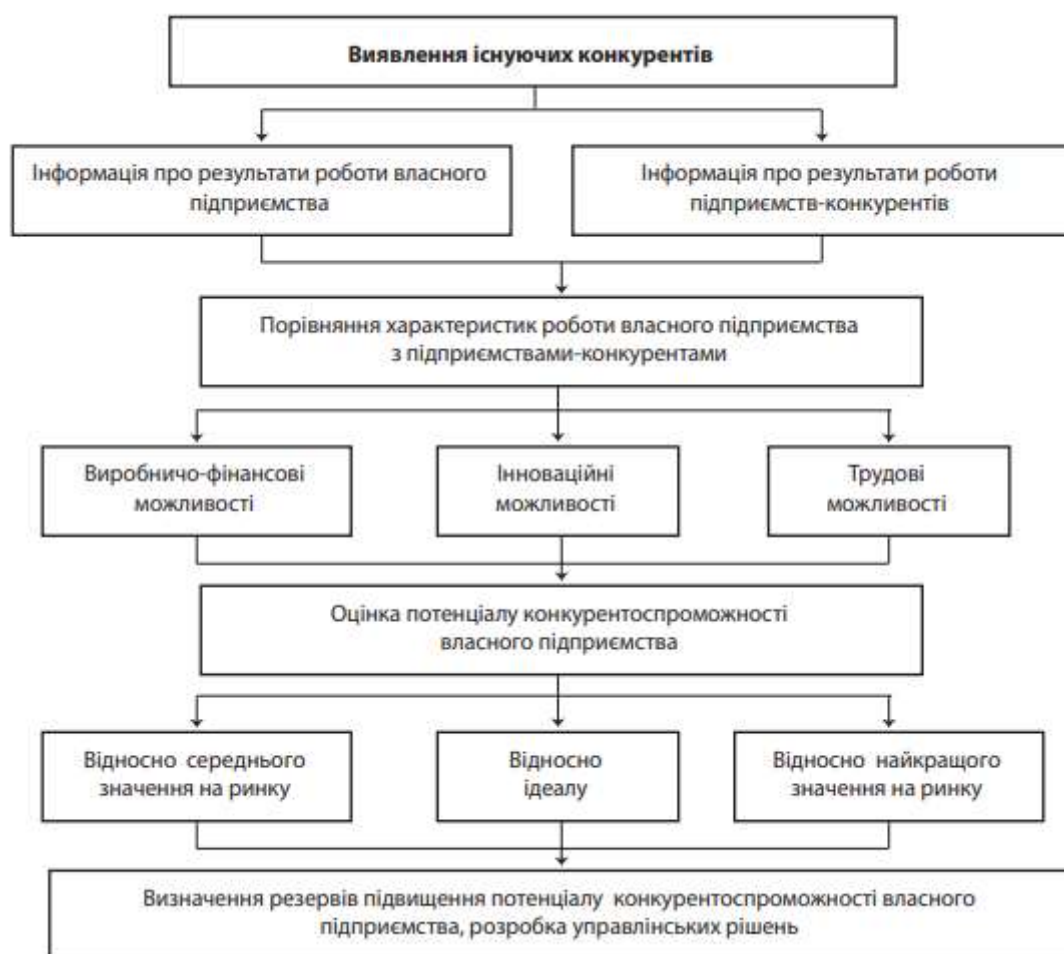 Виявлення існуючих конкурентів
Інформація про результати роботи власного
підприємства
Інформація про результати роботи
підприємств-конкурентів
Порівняння характеристик роботи власного підприємства
з підприємствами-конкурентами
Виробничо-фінансові
можливості
Інноваційні
можливості
Трудові
можливості
Оцінка потенціалу конкурентоспроможності
власного підприємства
Відносно середнього
значення на ринку
Відносно
ідеалу
Відносно найкращого
значення на ринку
Визначення резервів підвищення потенціалу конкурентоспроможності власного
підприємства, розробка управлінських рішень